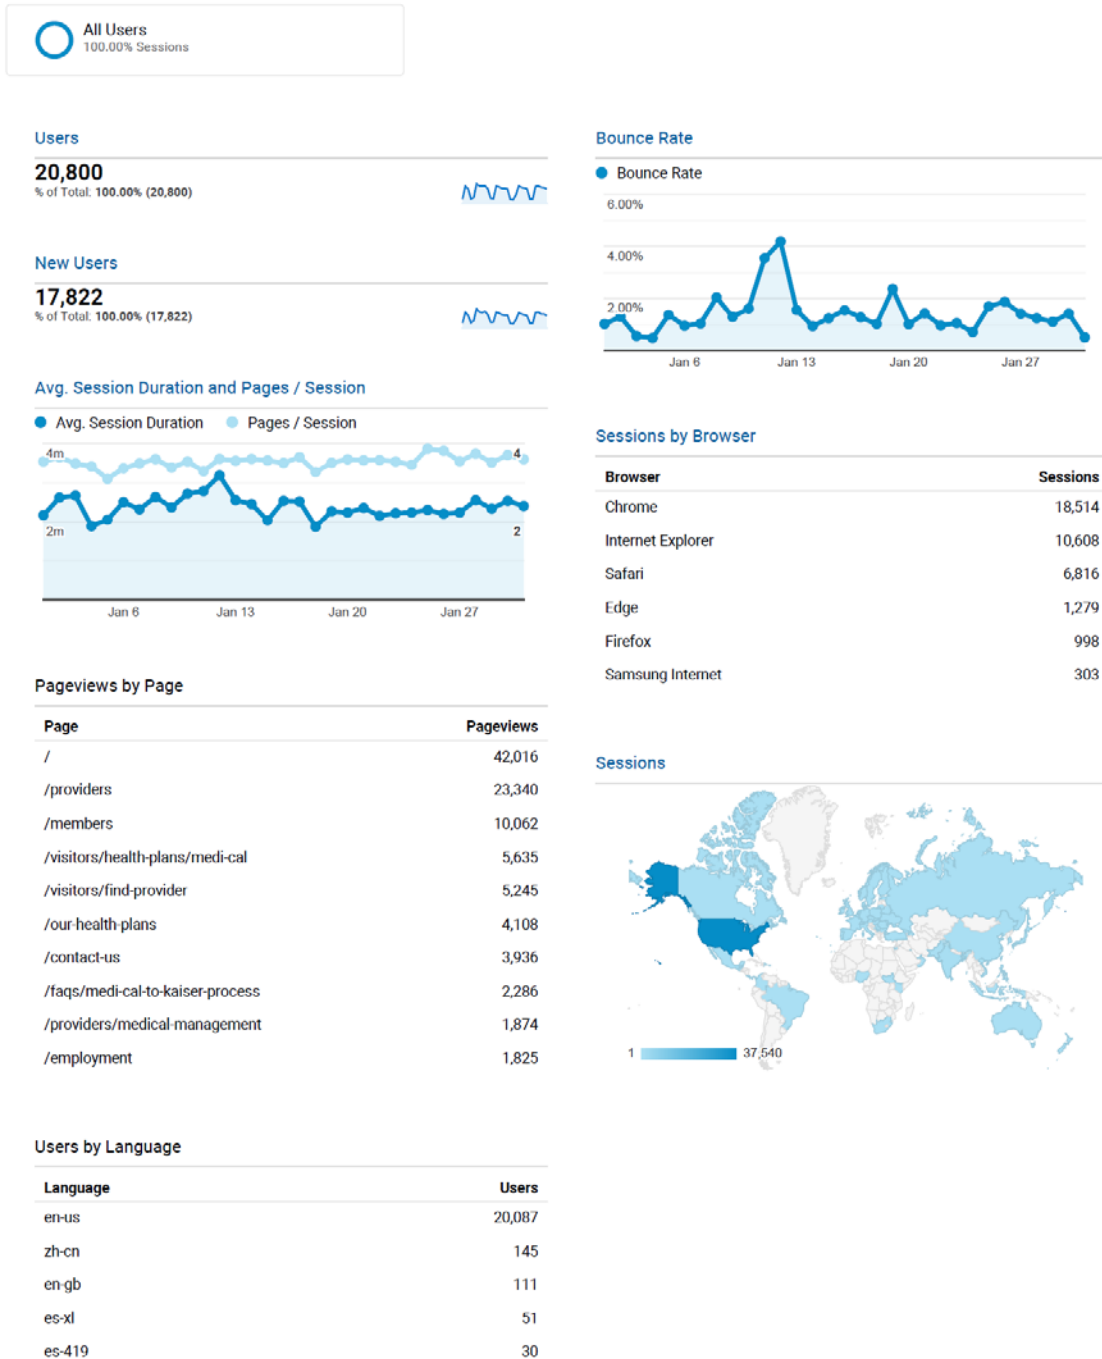 All Users
100.00% Sessions
Users
20,800
% of Total: 100.00% (20,800)
New Users
17,822
% of Total: 100.00% (17,822)
Avg. Session Duration and Pages / Session
Avg. Session Duration Pages / Session
4m 4
2m 2
Jan 6 Jan 13 Jan 20 Jan 27
Pageviews by Page
Page Pageviews
/ 42,016
/providers 23,340
/members 10,062
/visitors/health-plans/medi-cal 5,635
/visitors/find-provider 5,245
/our-health-plans 4,108
/contact-us 3,936
/faqs/medi-cal-to-kaiser-process 2,286
/providers/medical-management 1,874
/employment 1,825
Users by Language
Language Users
en-us 20,087
zh-cn 145
en-gb 111
es-xl 51
es-419 30
Bounce Rate
Bounce Rate
6.00%
4.00%
2.00%
Jan 6 Jan 13 Jan 20 Jan 27
Sessions by Browser
Browser Sessions
Chrome 18,514
Internet Explorer 10,608
Safari 6,816
Edge 1,279
Firefox 998
Samsung Internet 303
Sessions
1 37,540